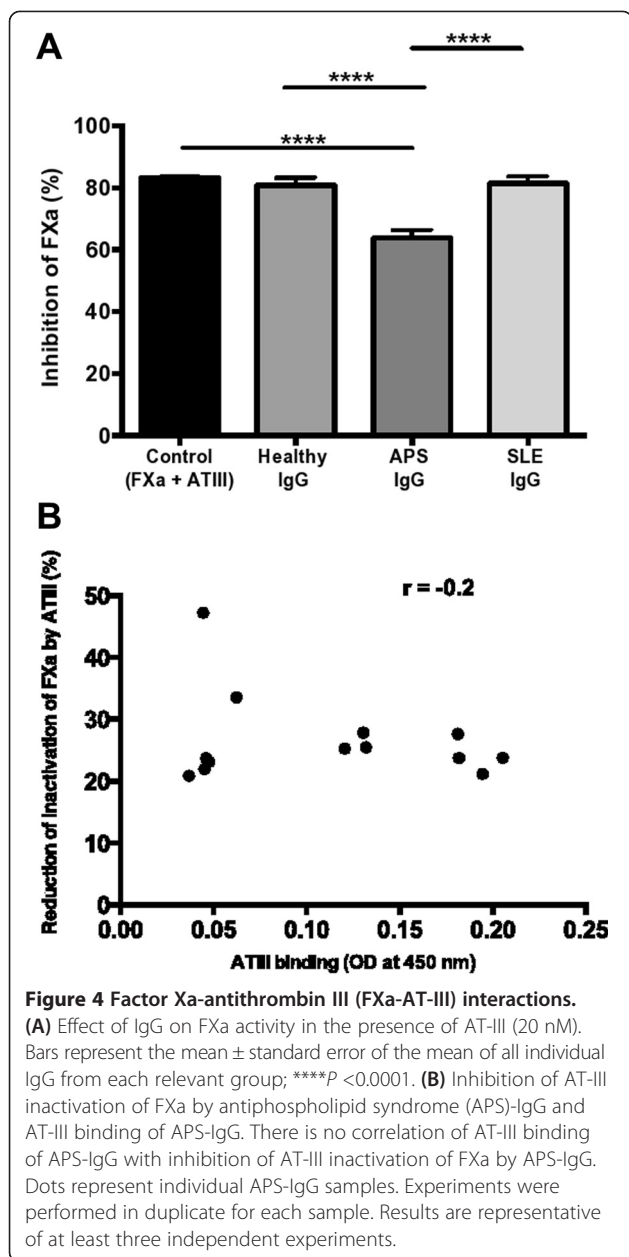 A
****
****
****
Inhibition of FXa (%)
100
80
60
40
20
0
Control
(FXa + ATIII)
Healthy
IgG
APS
IgG
SLE
IgG
B
r = -0.2
Reduction of Inactivation of FXa by ATIII (%)
50
40
30
20
10
0
0.00 0.05 0.10 0.15 0.20 0.25
ATIII binding (OD at 450 nm)
Figure 4 Factor Xa-antithrombin III (FXa-AT-III) interactions.
(A) Effect of IgG on FXa activity in the presence of AT-III (20 nM).
Bars represent the mean ± standard error of the mean of all individual
IgG from each relevant group; ****P <0.0001. (B) Inhibition of AT-III
inactivation of FXa by antiphospholipid syndrome (APS)-IgG and
AT-III binding of APS-IgG. There is no correlation of AT-III binding
of APS-IgG with inhibition of AT-III inactivation of FXa by APS-IgG.
Dots represent individual APS-IgG samples. Experiments were
performed in duplicate for each sample. Results are representative
of at least three independent experiments.